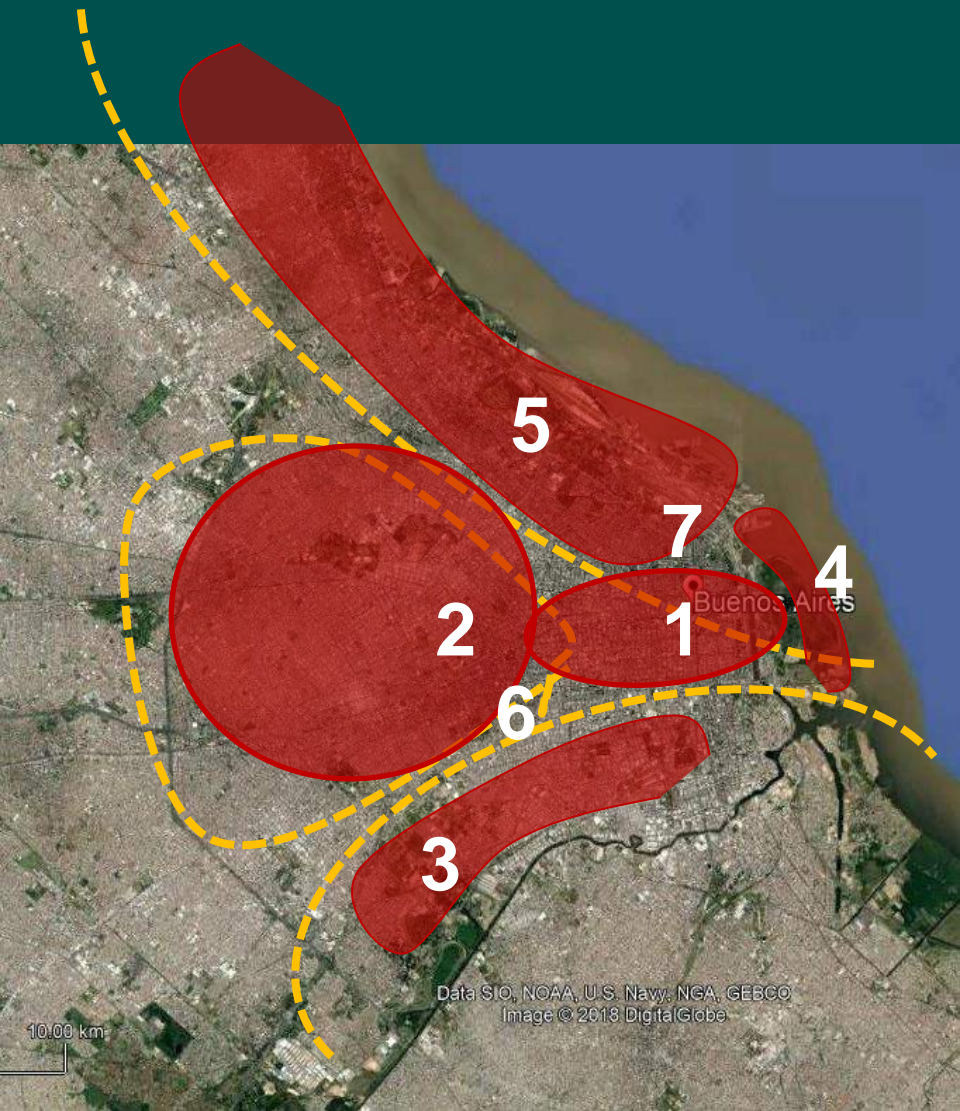 5
7
4
Buenos Aires
2
1
6
3
Data SIO, NOAA, U.S. Navy, NGA, GEBCO
Image © 2018 DigitalGlobe
10.00 km